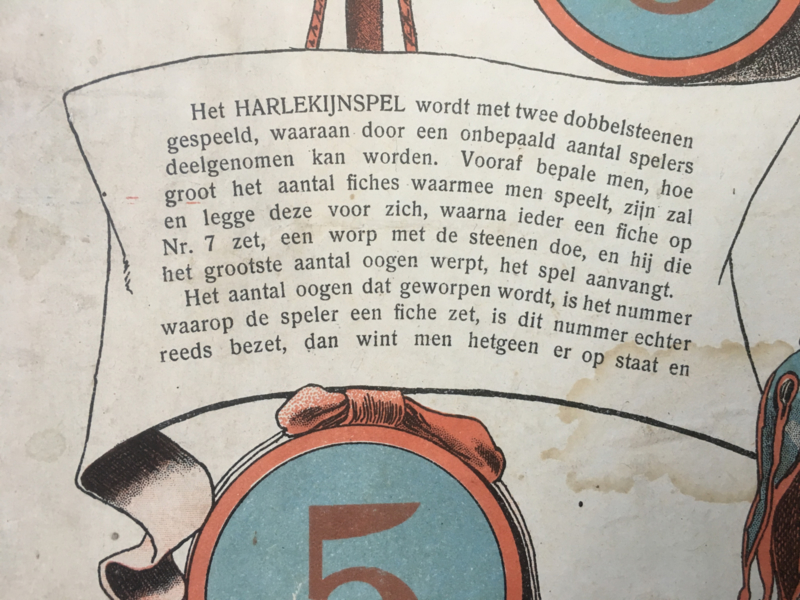 Het HARLEKIJNSPEL wordt met twee dobbelsteenen
gespeeld, waaraan door een onbepaald aantal spelers
deelgenomen kan worden. Vooraf bepale men, hoe
groot het aantal fiches waarmee men speelt, zijn zal
en legge deze voor zich, waarna ieder een fiche op
Nr. 7 zet, een worp met de steenen doe, en hij die
het grootste aantal oogen werpt, het spel aanvangt.
Het aantal oogen dat geworpen wordt, is het nummer
waarop de speler een fiche zet, is dit nummer echter
reeds bezet, dan wint men hetgeen er op staat en
5